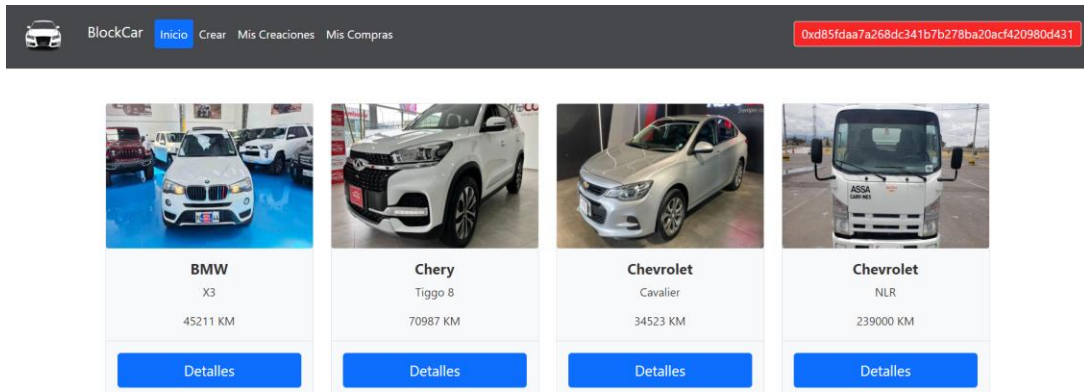 BlockCar Inicio Crear Mis Creaciones Mis Compras 0xd85fdaa7a268dc341b7b278ba20acf420980d431
ASSA
BMW Chery Chevrolet Chevrolet
X3 Tiggo 8 Cavalier NLR
45211 KM 70987 KM 34523 KM 239000 KM
Detalles Detalles Detalles Detalles